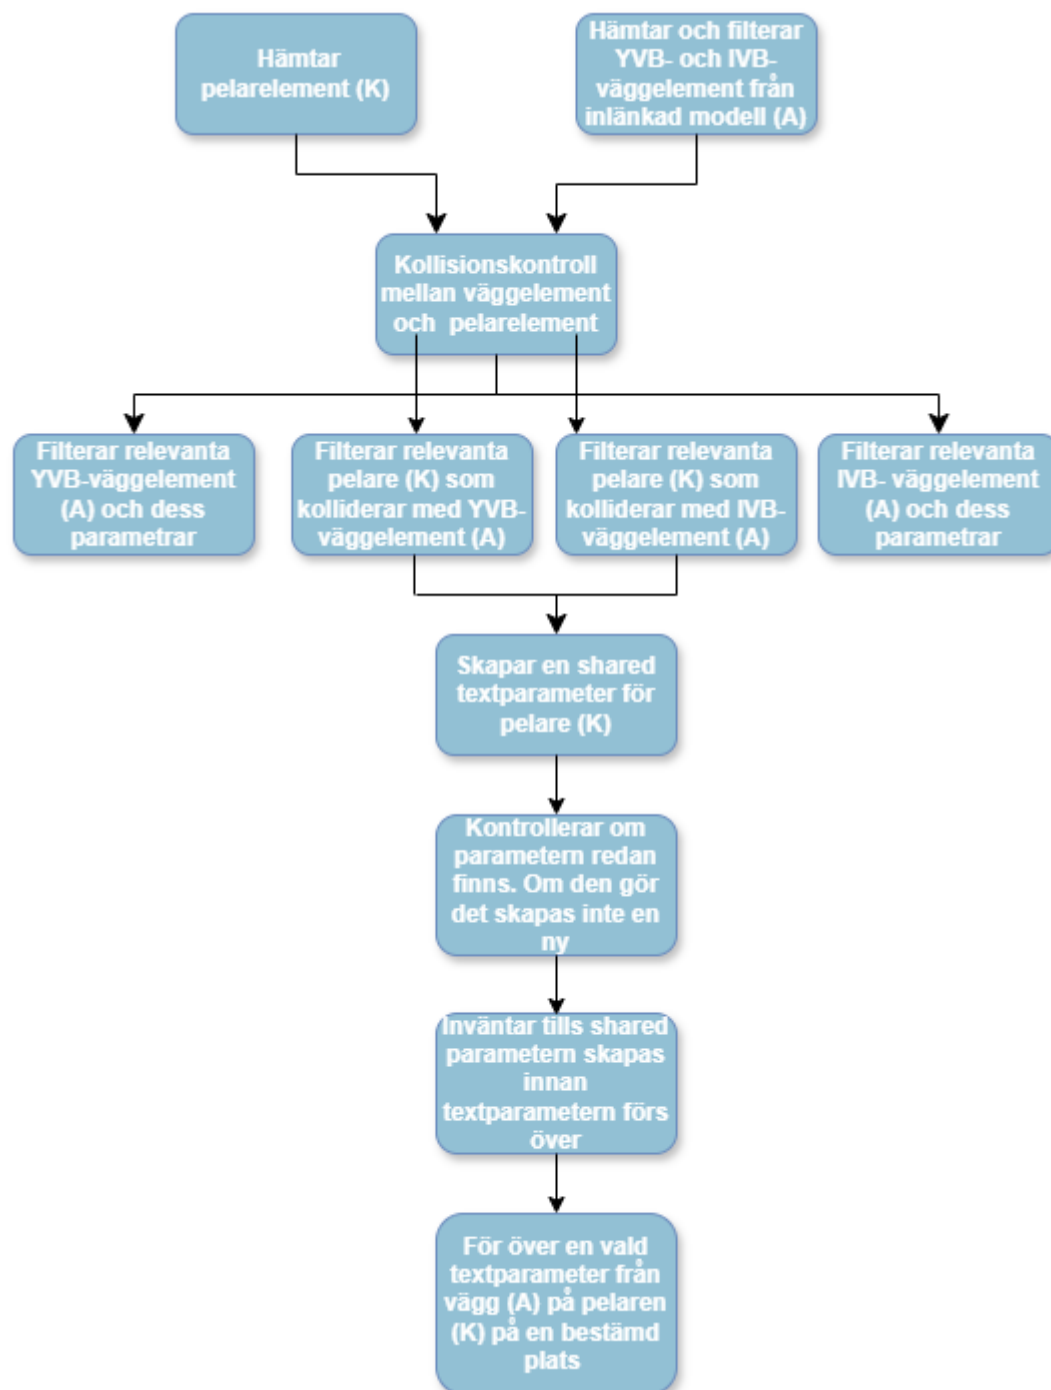 Hämtar
pelarelement (K)
Hämtar och filterar
YVB- och IVB-
väggelement från
inlänkad modell (A)
Kollisionskontroll
mellan väggelement
och pelarelement
Filterar relevanta
YVB-väggelement
(A) och dess
parametrar
Filterar relevanta
pelare (K) som
kolliderar med YVB-
väggelement (A)
Filterar relevanta
pelare (K) som
kolliderar med IVB-
väggelement (A)
Filterar relevanta
IVB- väggelement
(A) och dess
parametrar
Skapar en shared
textparameter för
pelare (K)
Kontrollerar om
parametern redan
finns. Om den gör
det skapas inte en
ny
Inväntar tills shared
parametern skapas
innan
textparametern förs
över
För över en vald
textparameter från
vägg (A) på pelaren
(K) på en bestämd
plats